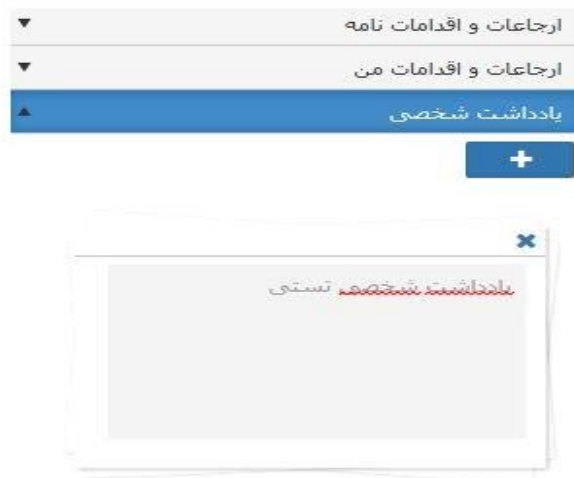 ارجاعات و اقدامات نامه
ارجاعات و اقدامات من
یادداشت شخصی
یادداشت شخصی تستی